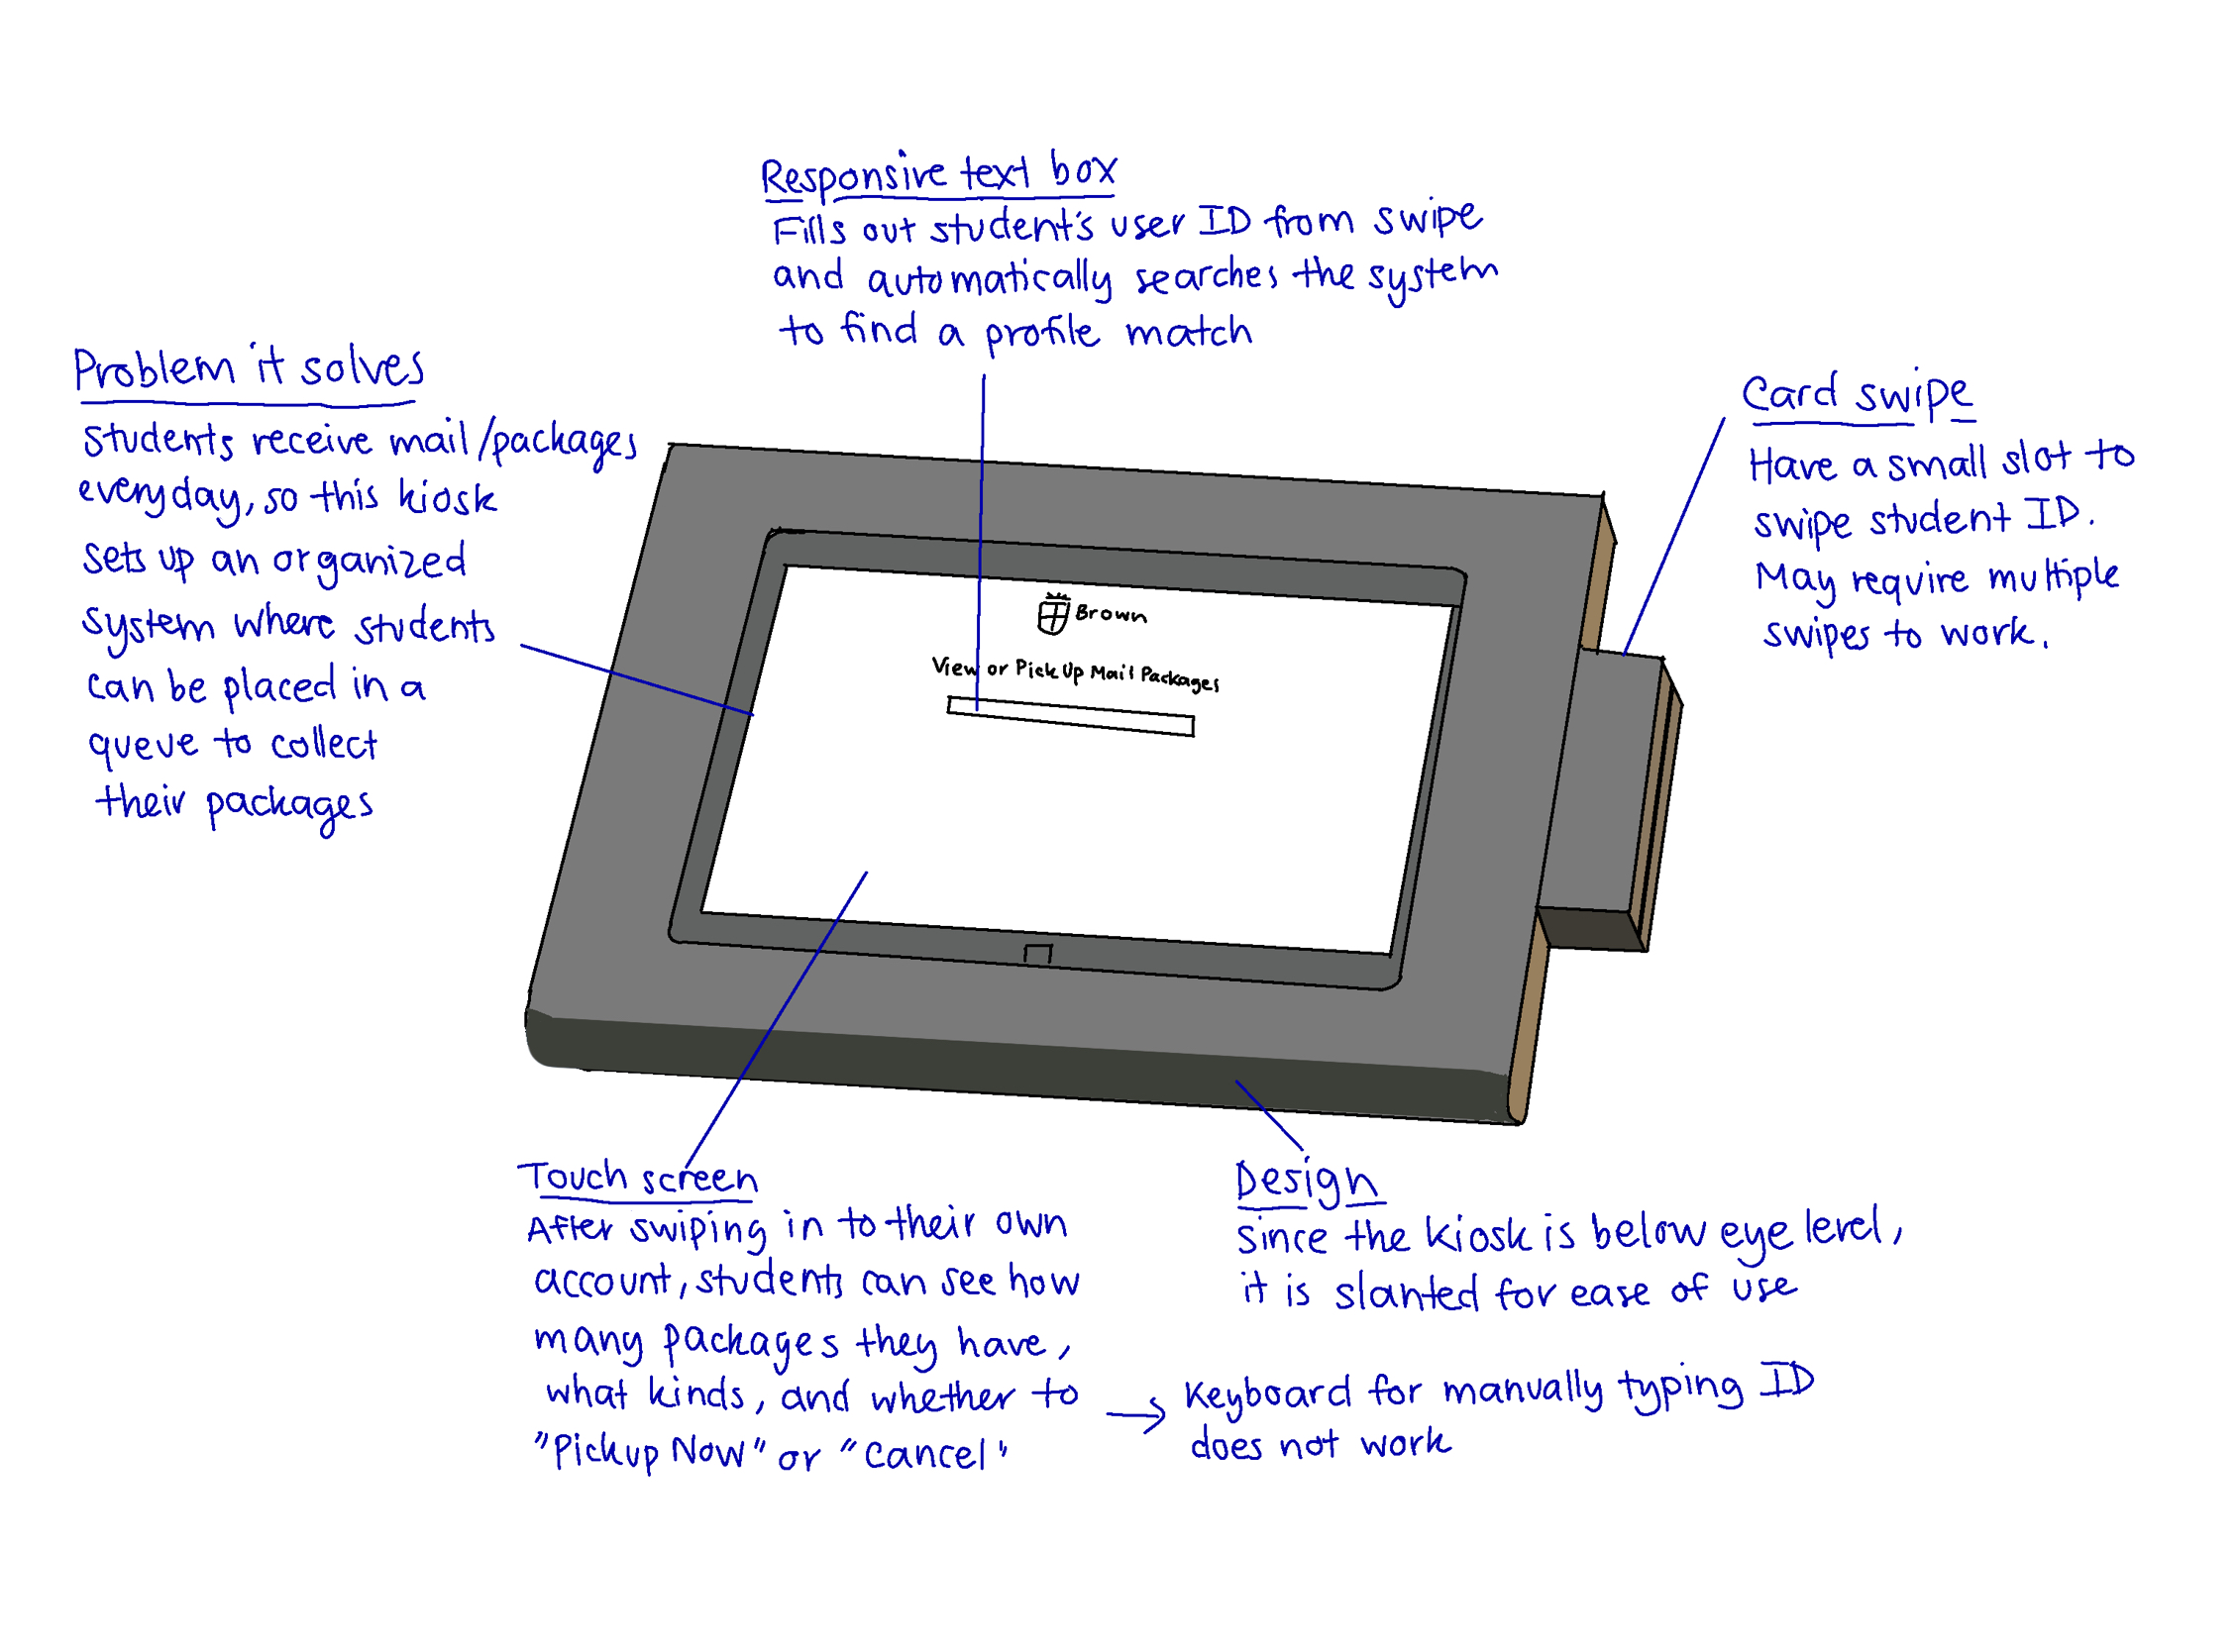 Responsive text box
Fills out student's user ID from swipe
and automatically searches the system
to find a profile match
Problem it solves
Students receive mail/packages
everyday, so this kiosk
sets up an organized
system where students
can be placed in a
queue to collect
their packages
Card swipe
Have a small slot to
swipe student ID.
May require multiple
swipes to work.
Brown
View or Pick Up Mail Packages
Touch screen
After swiping in to their own
account, students can see how
many packages they have,
what kinds, and whether to
"Pickup Now" or "Cancel"
Design
Since the kiosk is below eye level,
it is slanted for ease of use
→ Keyboard for manually typing ID
does not work